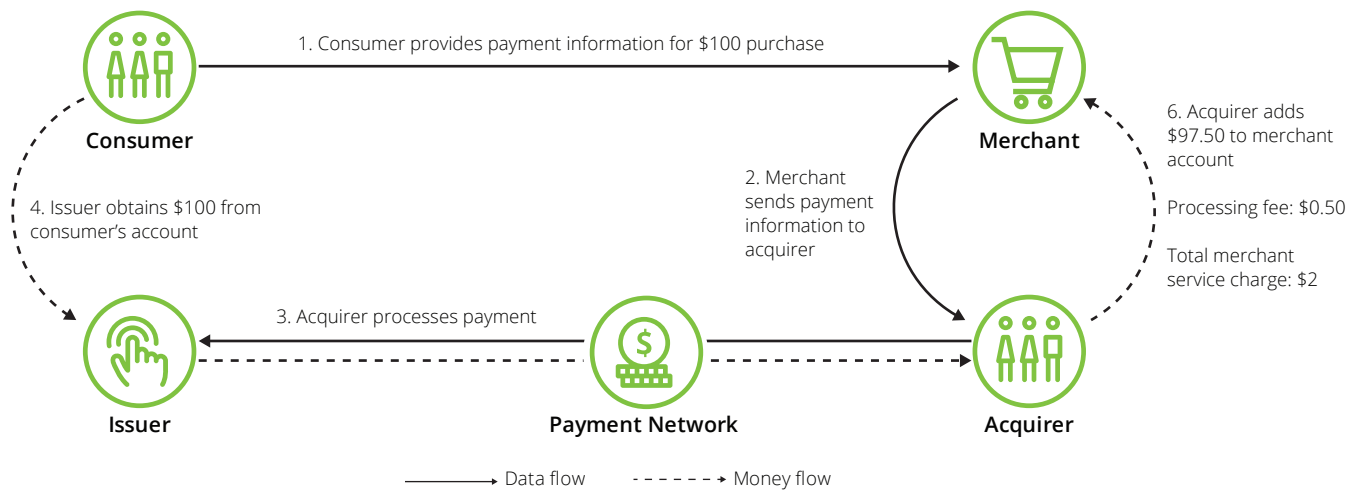 1. Consumer provides payment information for $100 purchase
Consumer
Merchant
6. Acquirer adds
$97.50 to merchant
account
Processing fee: $0.50
Total merchant
service charge: $2
2. Merchant
sends payment
information to
acquirer
4. Issuer obtains $100 from
consumer’s account
3. Acquirer processes payment
$
Issuer
Payment Network
Acquirer
Data flow
Money flow